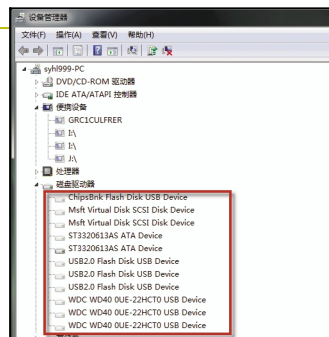 设备管理器
文件(F) 操作(A) 查看(V) 帮助(H)
syhl999-PC
DVD/CD-ROM 驱动器
IDE ATA/ATAPI 控制器
便携设备
GRC1CULFRER
I:\
I:\
J:\
处理器
磁盘驱动器
ChipsBnk Flash Disk USB Device
Msft Virtual Disk SCSI Disk Device
Msft Virtual Disk SCSI Disk Device
ST3320613AS ATA Device
ST3320613AS ATA Device
USB2.0 Flash Disk USB Device
USB2.0 Flash Disk USB Device
USB2.0 Flash Disk USB Device
WDC WD40 0UE-22HCT0 USB Device
WDC WD40 0UE-22HCT0 USB Device
WDC WD40 0UE-22HCT0 USB Device